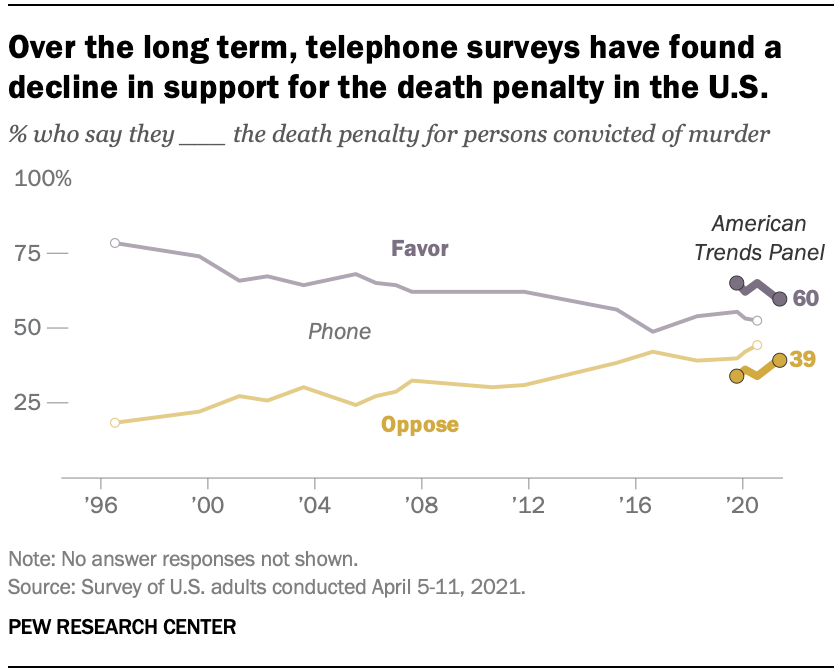 Over the long term, telephone surveys have found a
decline in support for the death penalty in the U.S.
% who say they ___ the death penalty for persons convicted of murder
100%
American
Trends Panel
Favor
75
60
50
Phone
39
25
Oppose
’96 ’00 ’04 ’08 ’12 ’16 ’20
Note: No answer responses not shown.
Source: Survey of U.S. adults conducted April 5-11, 2021.
PEW RESEARCH CENTER